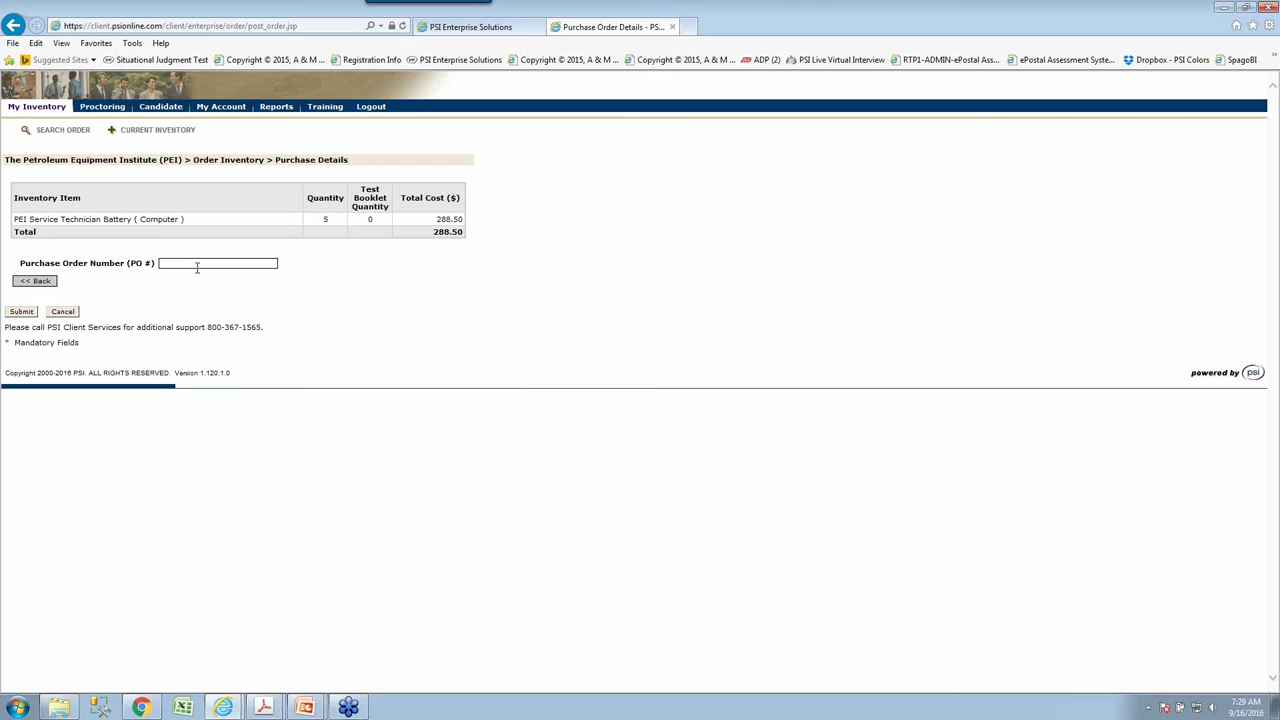 https://client.psionline.com/client/enterprise/order/post_order.jsp
PSI Enterprise Solutions
Purchase Order Details - PS...
File Edit View Favorites Tools Help
Suggested Sites
Situational Judgment Test
Copyright © 2015, A & M ...
Registration Info
PSI Enterprise Solutions
Copyright © 2015, A & M ...
Copyright © 2015, A & M ...
ADP (2)
PSI Live Virtual Interview
RTP1-ADMIN-ePostal Ass...
ePostal Assessment Syste...
Dropbox - PSI Colors
SpagoBI
My Inventory Proctoring Candidate My Account Reports Training Logout
SEARCH ORDER CURRENT INVENTORY
The Petroleum Equipment Institute (PEI) > Order Inventory > Purchase Details
Inventory Item Quantity Test Booklet Quantity Total Cost ($)
PEI Service Technician Battery ( Computer ) 5 0 288.50
Total 288.50
Purchase Order Number (PO #)
<< Back
Submit Cancel
Please call PSI Client Services for additional support 800-367-1565.
* Mandatory Fields
Copyright 2000-2016 PSI. ALL RIGHTS RESERVED. Version 1.120.1.0
powered by psi
7:29 AM
9/16/2016